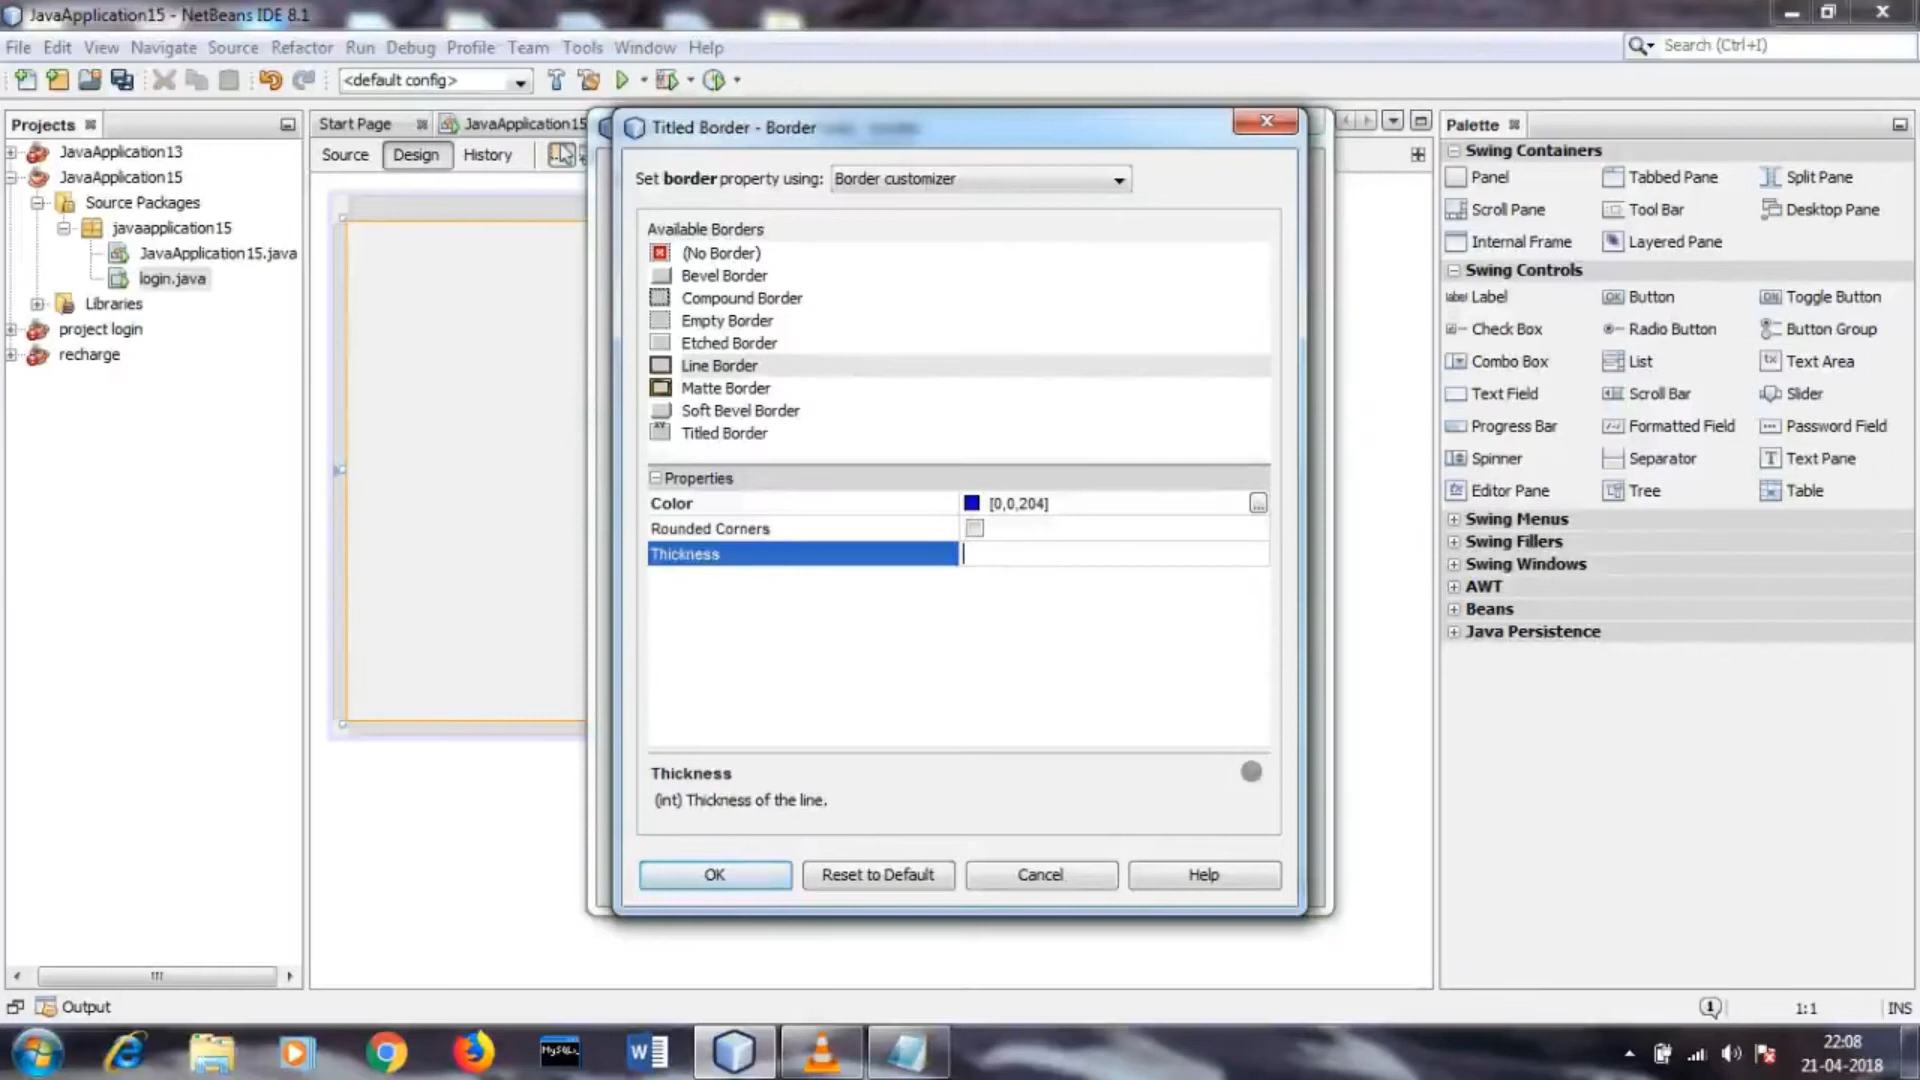 JavaApplication15 - NetBeans IDE 8.1
File Edit View Navigate Source Refactor Run Debug Profile Team Tools Window Help
Search (Ctrl+I)
<default config>
Projects
JavaApplication13
JavaApplication15
Source Packages
javaapplication15
JavaApplication15.java
login.java
Libraries
project login
recharge
Start Page
JavaApplication15
Source Design History
Titled Border - Border
Set border property using: Border customizer
Available Borders
(No Border)
Bevel Border
Compound Border
Empty Border
Etched Border
Line Border
Matte Border
Soft Bevel Border
XY Titled Border
Properties
Color [0,0,204] ...
Rounded Corners
Thickness
Thickness
(int) Thickness of the line.
OK Reset to Default Cancel Help
Palette
Swing Containers
Panel Tabbed Pane Split Pane
Scroll Pane Tool Bar Desktop Pane
Internal Frame Layered Pane
Swing Controls
label Label OK Button ON Toggle Button
Check Box Radio Button Button Group
Combo Box List tx Text Area
Text Field Scroll Bar Slider
Progress Bar Formatted Field Password Field
Spinner Separator T Text Pane
Editor Pane Tree Table
Swing Menus
Swing Fillers
Swing Windows
AWT
Beans
Java Persistence
Output
1
1:1
INS
MySQL
W
22:08
21-04-2018